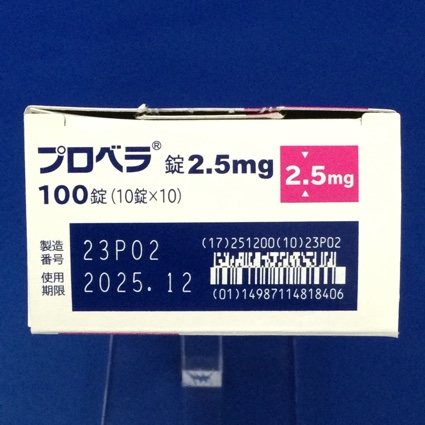 プロベラ® 錠 2.5mg
2.5mg
100錠 (10錠×10)
製造番号 23P02
使用期限 2025.12
(17)251200(10)23P02
(01)14987114818406